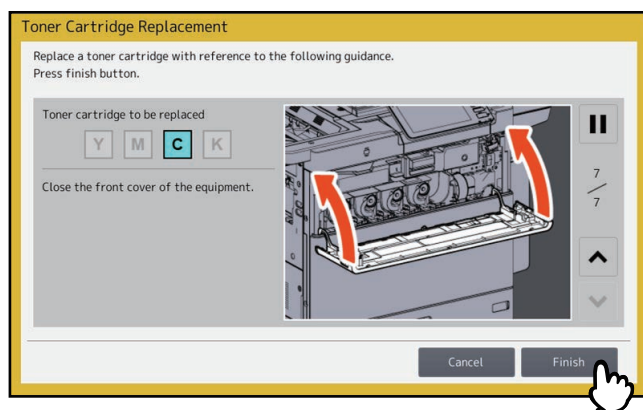 Toner Cartridge Replacement
Replace a toner cartridge with reference to the following guidance.
Press finish button.
Toner cartridge to be replaced
Y M C K
Close the front cover of the equipment.
7
7
Cancel Finish